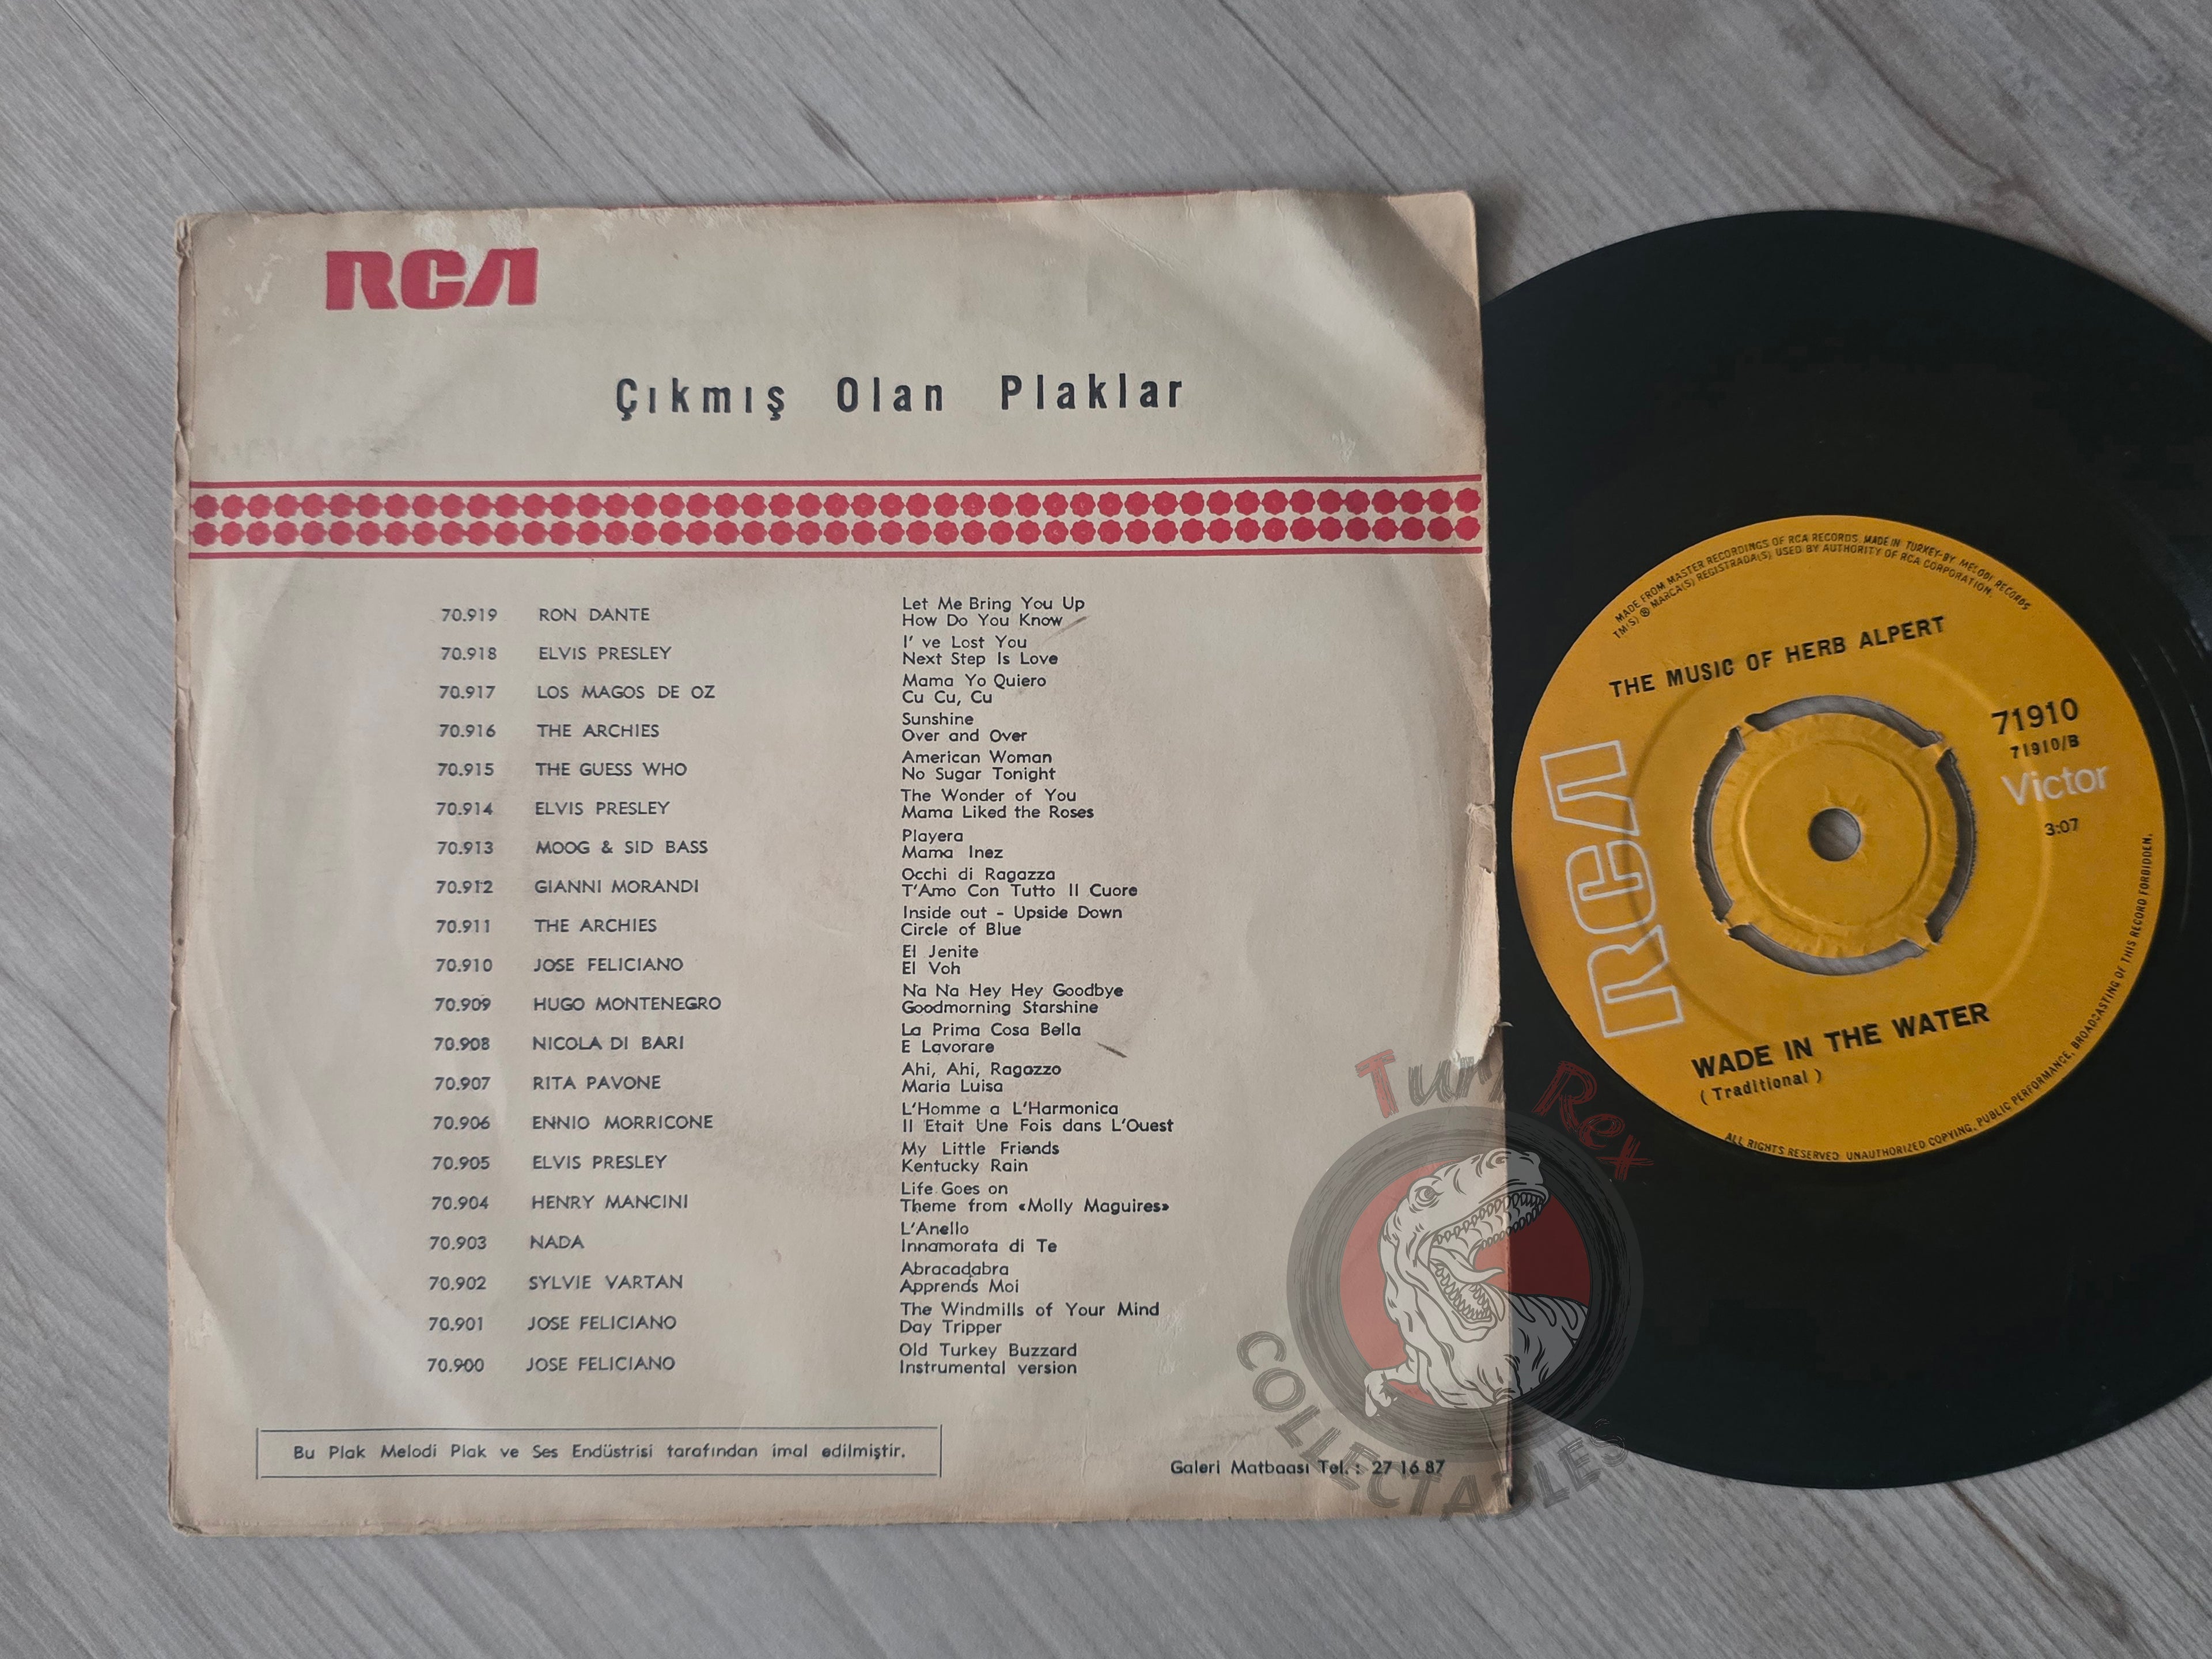 RCA
Çıkmış Olan Plaklar
70.919 RON DANTE Let Me Bring You Up
How Do You Know
70.918 ELVIS PRESLEY I' ve Lost You
Next Step Is Love
70.917 LOS MAGOS DE OZ Mama Yo Quiero
Cu Cu, Cu
70.916 THE ARCHIES Sunshine
Over and Over
70.915 THE GUESS WHO American Woman
No Sugar Tonight
70.914 ELVIS PRESLEY The Wonder of You
Mama Liked the Roses
70.913 MOOG & SID BASS Playera
Mama Inez
70.912 GIANNI MORANDI Occhi di Ragazza
T'Amo Con Tutto Il Cuore
70.911 THE ARCHIES Inside out - Upside Down
Circle of Blue
70.910 JOSE FELICIANO El Jenite
El Voh
70.909 HUGO MONTENEGRO Na Na Hey Hey Goodbye
Goodmorning Starshine
70.908 NICOLA DI BARI La Prima Cosa Bella
E Lavorare
70.907 RITA PAVONE Ahi, Ahi, Ragazzo
Maria Luisa
70.906 ENNIO MORRICONE L'Homme a L'Harmonica
Il Etait Une Fois dans L'Ouest
70.905 ELVIS PRESLEY My Little Friends
Kentucky Rain
70.904 HENRY MANCINI Life Goes on
Theme from «Molly Maguires»
70.903 NADA L'Anello
Innamorata di Te
70.902 SYLVIE VARTAN Abracadabra
Apprends Moi
70.901 JOSE FELICIANO The Windmills of Your Mind
Day Tripper
70.900 JOSE FELICIANO Old Turkey Buzzard
Instrumental version
Bu Plak Melodi Plak ve Ses Endüstrisi tarafından imal edilmiştir.
Galeri Matbaası Tel. : 27 16 87
MADE FROM MASTER RECORDINGS OF RCA RECORDS. MADE IN TURKEY-BY MELODI RECORDS
TM(S) ® MARCA(S) REGISTRADA(S) USED BY AUTHORITY OF RCA CORPORATION.
THE MUSIC OF HERB ALPERT
71910
71910/B
Victor
3:07
RCA
WADE IN THE WATER
( Traditional )
ALL RIGHTS RESERVED UNAUTHORIZED COPYING, PUBLIC PERFORMANCE, BROADCASTING OF THIS RECORD FORBIDDEN.
Turn Rex
COLLECTABLES